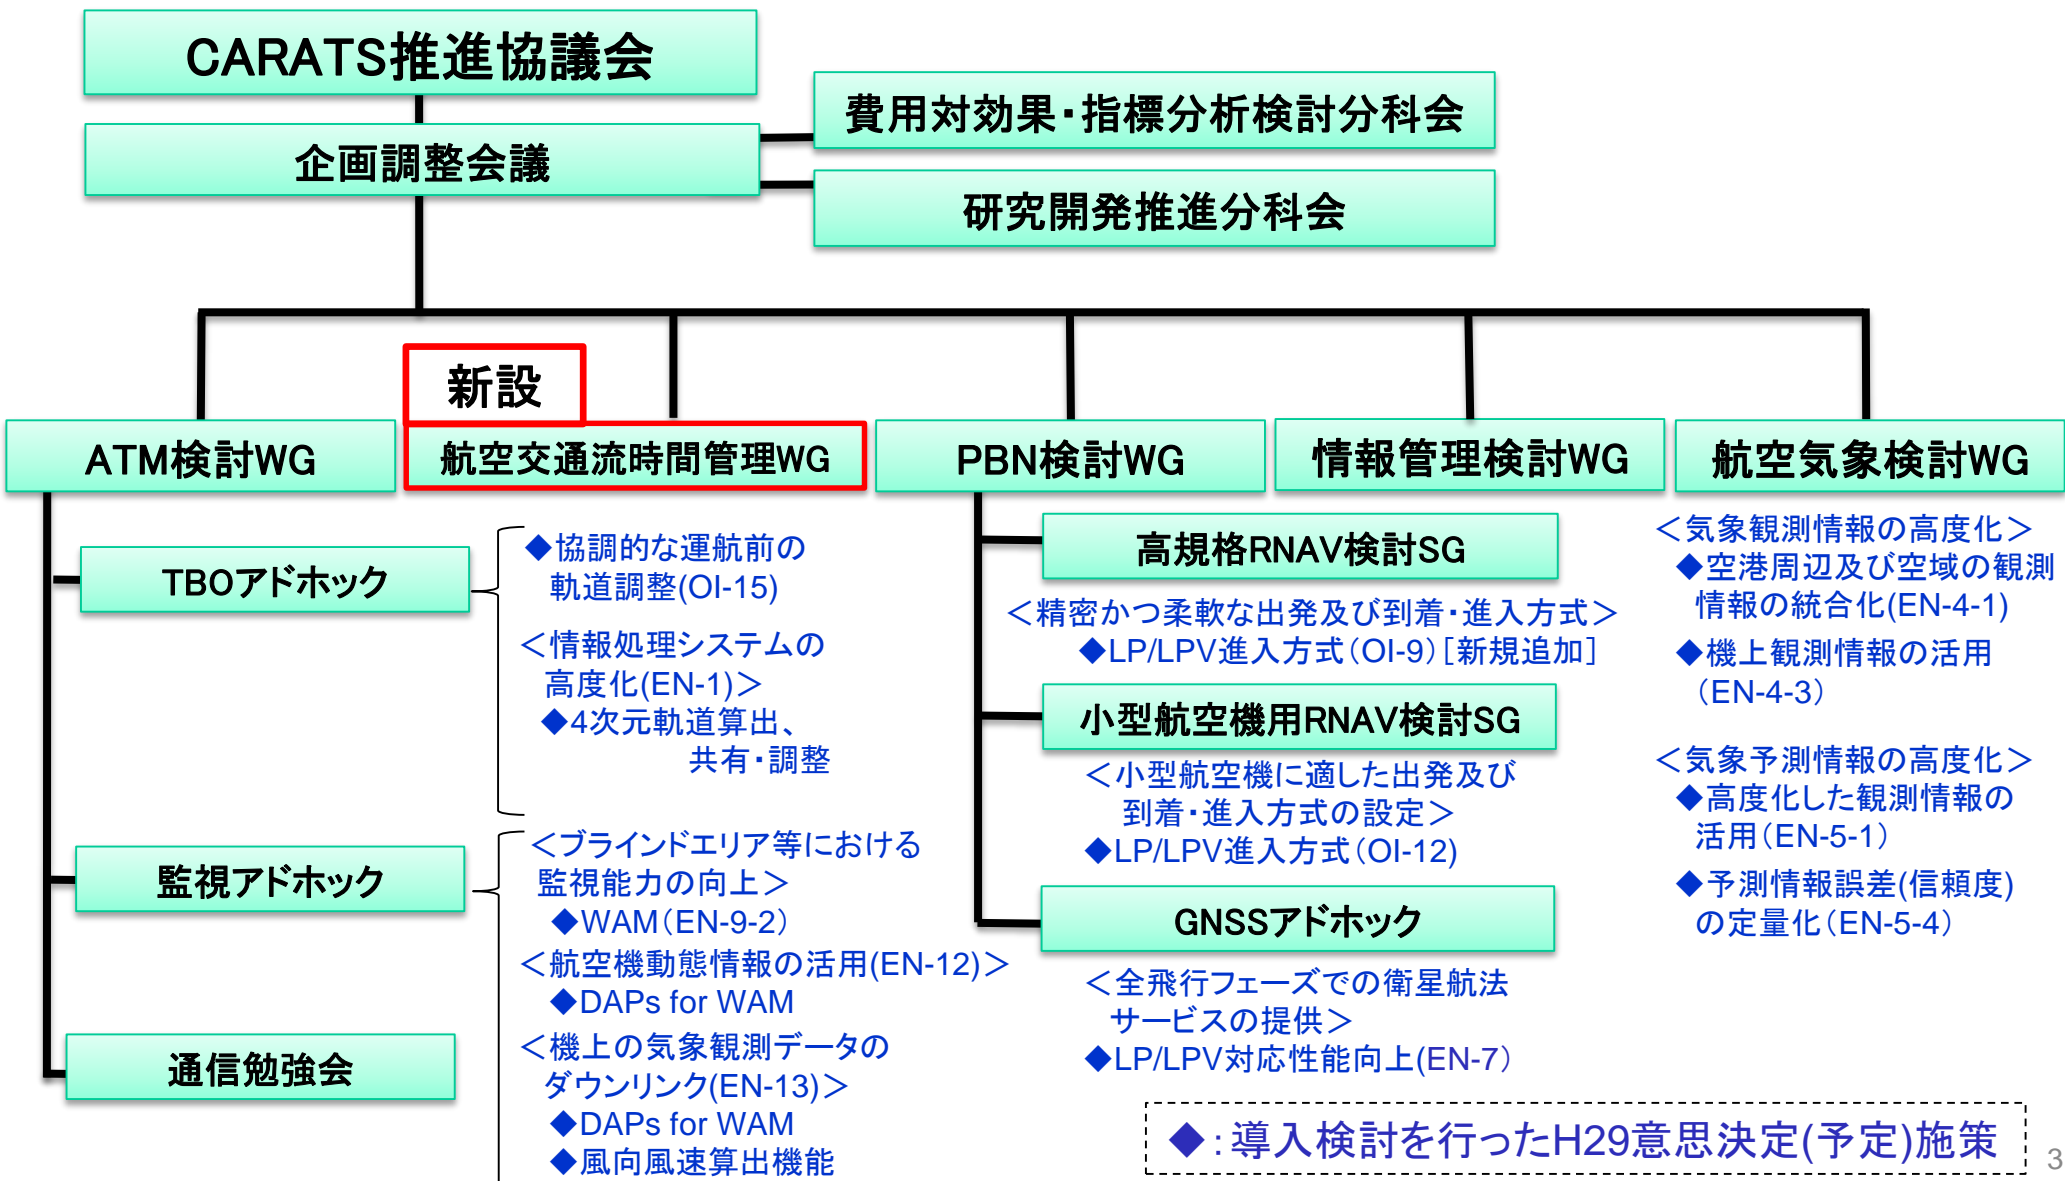 CARATS推進協議会
企画調整会議
費用対効果・指標分析検討分科会
研究開発推進分科会
新設
ATM検討WG
航空交通流時間管理WG
PBN検討WG
情報管理検討WG
航空気象検討WG
TBOアドホック
◆協調的な運航前の
軌道調整(OI-15)
＜情報処理システムの
高度化(EN-1)＞
◆4次元軌道算出、
共有・調整
監視アドホック
＜ブラインドエリア等における
監視能力の向上＞
◆WAM（EN-9-2）
＜航空機動態情報の活用(EN-12)＞
◆DAPs for WAM
＜機上の気象観測データの
ダウンリンク(EN-13)＞
◆DAPs for WAM
◆風向風速算出機能
通信勉強会
高規格RNAV検討SG
＜精密かつ柔軟な出発及び到着・進入方式＞
◆LP/LPV進入方式（OI-9）［新規追加］
小型航空機用RNAV検討SG
＜小型航空機に適した出発及び
到着・進入方式の設定＞
◆LP/LPV進入方式（OI-12）
GNSSアドホック
＜全飛行フェーズでの衛星航法
サービスの提供＞
◆LP/LPV対応性能向上(EN-7）
＜気象観測情報の高度化＞
◆空港周辺及び空域の観測
情報の統合化(EN-4-1)
◆機上観測情報の活用
（EN-4-3）
＜気象予測情報の高度化＞
◆高度化した観測情報の
活用（EN-5-1）
◆予測情報誤差(信頼度)
の定量化（EN-5-4）
◆：導入検討を行ったH29意思決定(予定)施策
3